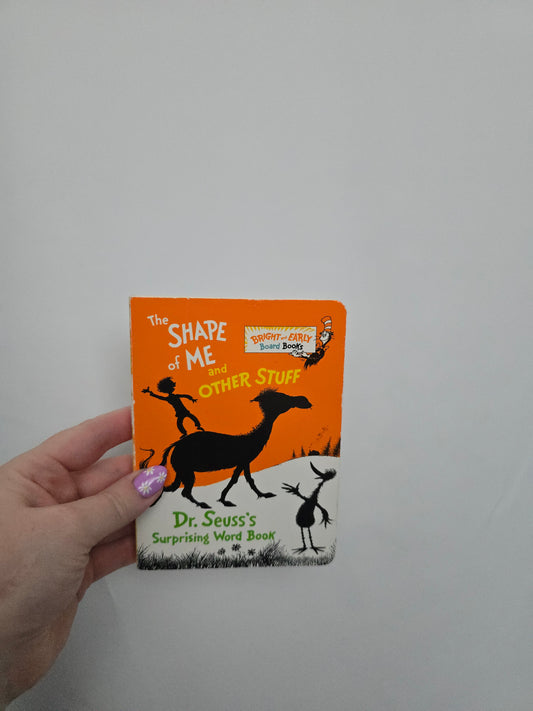 The
SHAPE
of ME
and
OTHER STUFF
BRIGHT and EARLY
Board Books
Dr. Seuss's
Surprising Word Book